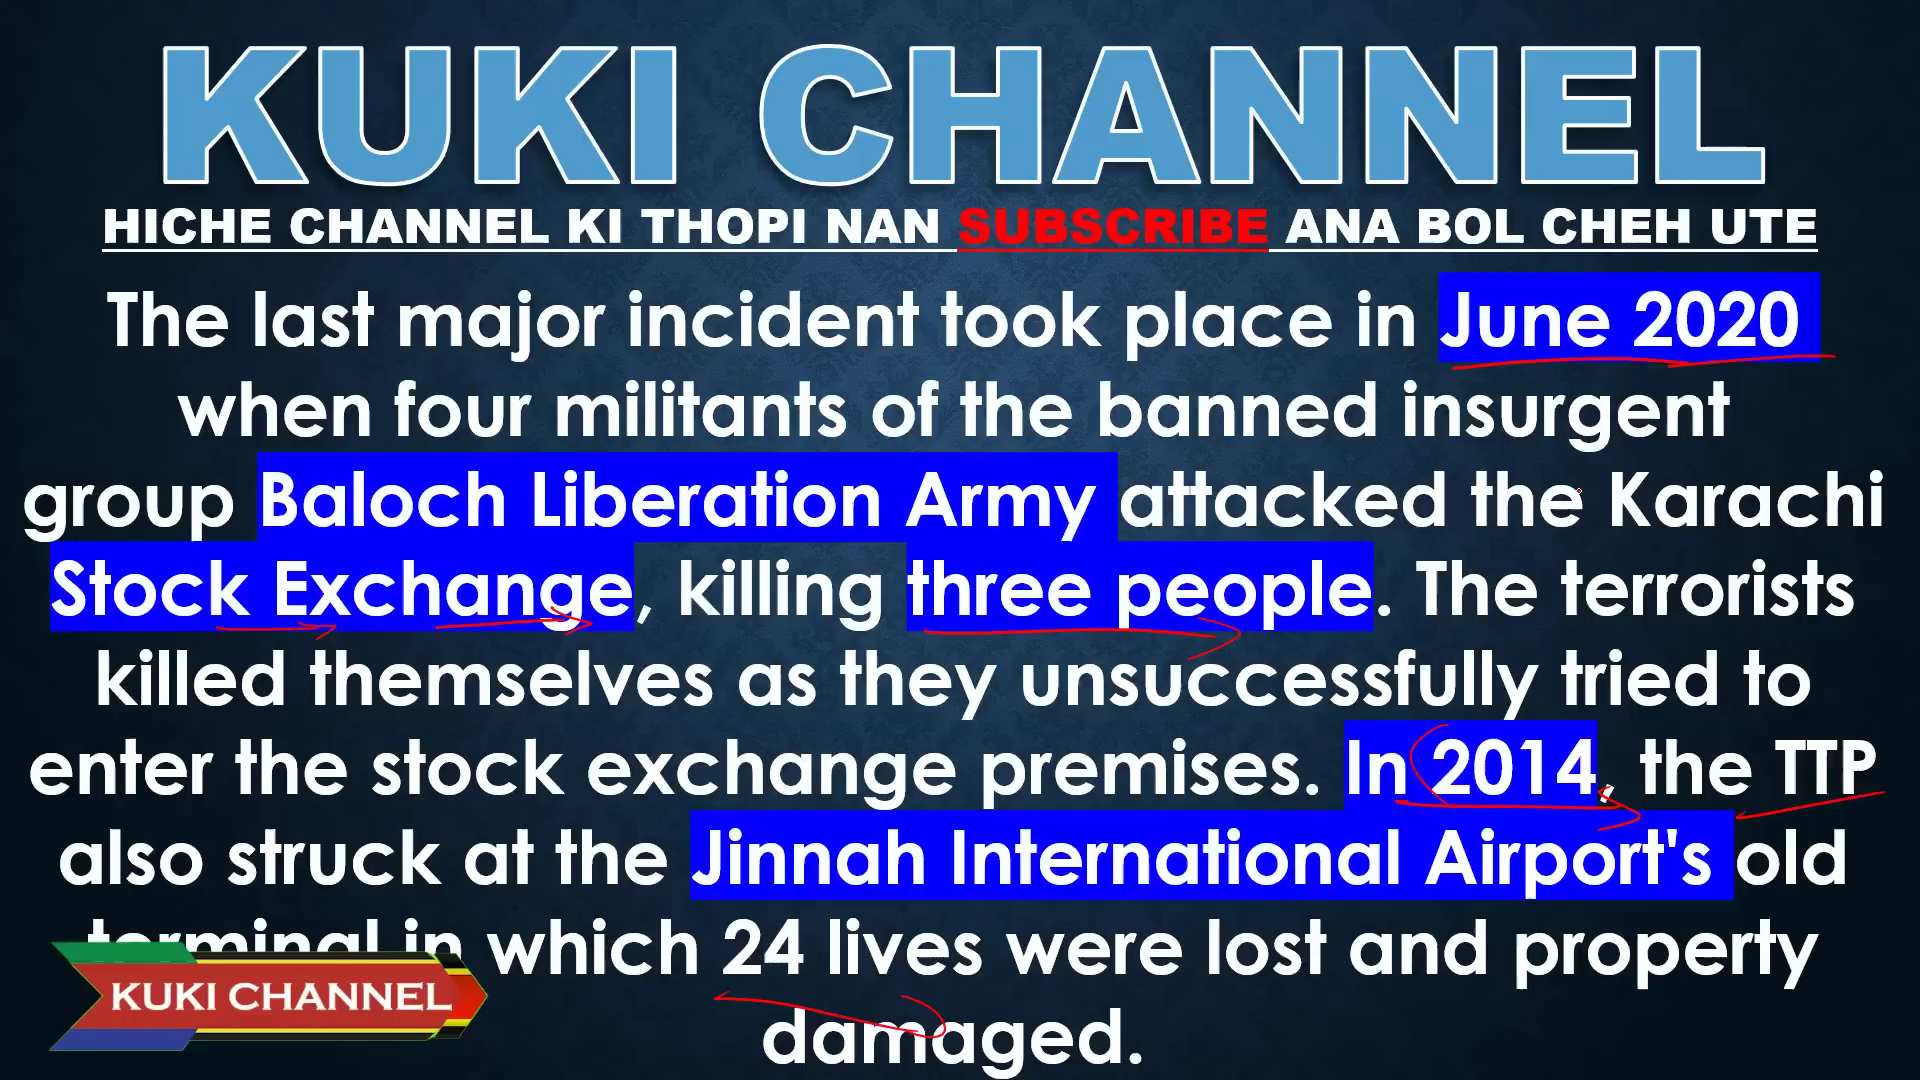 KUKI CHANNEL
HICHE CHANNEL KI THOPI NAN SUBSCRIBE ANA BOL CHEH UTE
The last major incident took place in June 2020
when four militants of the banned insurgent
group Baloch Liberation Army attacked the Karachi
Stock Exchange, killing three people. The terrorists
killed themselves as they unsuccessfully tried to
enter the stock exchange premises. In 2014, the TTP
also struck at the Jinnah International Airport's old
terminal in which 24 lives were lost and property
damaged.
KUKI CHANNEL